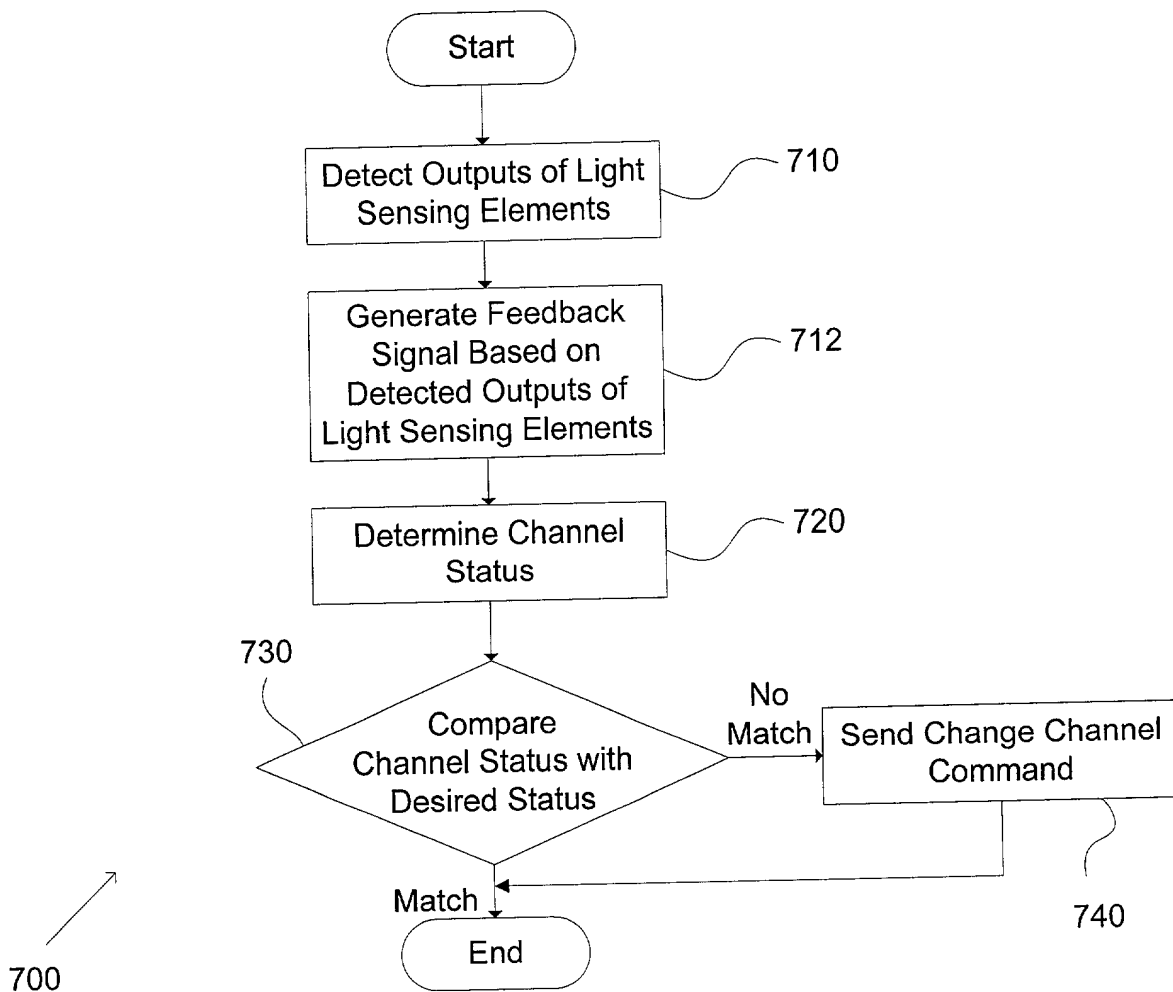 Start
Detect Outputs of Light
Sensing Elements
710
Generate Feedback
Signal Based on
Detected Outputs of
Light Sensing Elements
712
Determine Channel
Status
720
730
Compare
Channel Status with
Desired Status
No
Match
Send Change Channel
Command
740
Match
End
700